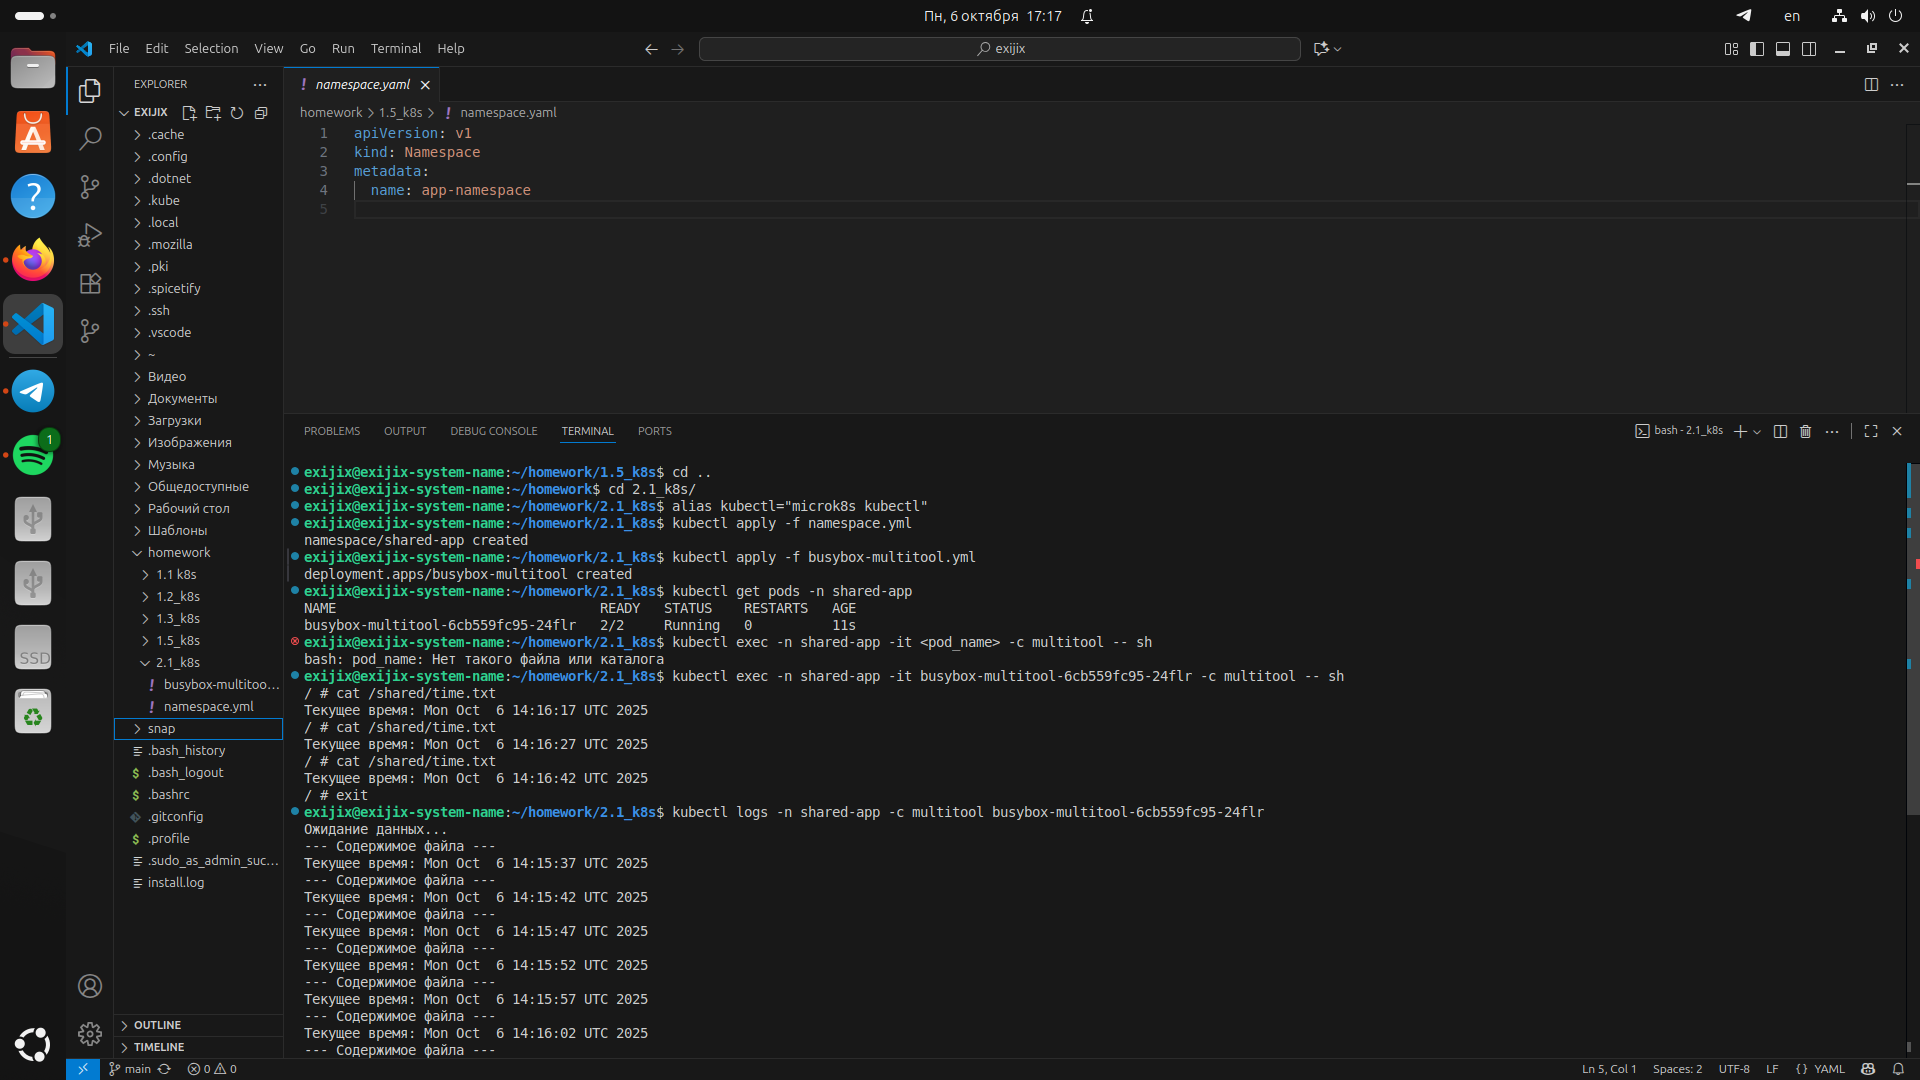 Пн, 6 октября 17:17
en
File Edit Selection View Go Run Terminal Help
exijix
EXPLORER
EXIJIX
.cache
.config
.dotnet
.kube
.local
.mozilla
.pki
.spicetify
.ssh
.vscode
~
Видео
Документы
Загрузки
Изображения
Музыка
Общедоступные
Рабочий стол
Шаблоны
homework
1.1 k8s
1.2_k8s
1.3_k8s
1.5_k8s
2.1_k8s
busybox-multitoo...
namespace.yml
snap
.bash_history
.bash_logout
.bashrc
.gitconfig
.profile
.sudo_as_admin_suc...
install.log
OUTLINE
TIMELINE
1
SSD
namespace.yaml
homework > 1.5_k8s > ! namespace.yaml
1 apiVersion: v1
2 kind: Namespace
3 metadata:
4   name: app-namespace
5
PROBLEMS OUTPUT DEBUG CONSOLE TERMINAL PORTS
bash - 2.1_k8s
exijix@exijix-system-name:~/homework/1.5_k8s$ cd ..
exijix@exijix-system-name:~/homework$ cd 2.1_k8s/
exijix@exijix-system-name:~/homework/2.1_k8s$ alias kubectl="microk8s kubectl"
exijix@exijix-system-name:~/homework/2.1_k8s$ kubectl apply -f namespace.yml
namespace/shared-app created
exijix@exijix-system-name:~/homework/2.1_k8s$ kubectl apply -f busybox-multitool.yml
deployment.apps/busybox-multitool created
exijix@exijix-system-name:~/homework/2.1_k8s$ kubectl get pods -n shared-app
NAME READY STATUS RESTARTS AGE
busybox-multitool-6cb559fc95-24flr 2/2 Running 0 11s
exijix@exijix-system-name:~/homework/2.1_k8s$ kubectl exec -n shared-app -it <pod_name> -c multitool -- sh
bash: pod_name: Нет такого файла или каталога
exijix@exijix-system-name:~/homework/2.1_k8s$ kubectl exec -n shared-app -it busybox-multitool-6cb559fc95-24flr -c multitool -- sh
/ # cat /shared/time.txt
Текущее время: Mon Oct  6 14:16:17 UTC 2025
/ # cat /shared/time.txt
Текущее время: Mon Oct  6 14:16:27 UTC 2025
/ # cat /shared/time.txt
Текущее время: Mon Oct  6 14:16:42 UTC 2025
/ # exit
exijix@exijix-system-name:~/homework/2.1_k8s$ kubectl logs -n shared-app -c multitool busybox-multitool-6cb559fc95-24flr
Ожидание данных...
--- Содержимое файла ---
Текущее время: Mon Oct  6 14:15:37 UTC 2025
--- Содержимое файла ---
Текущее время: Mon Oct  6 14:15:42 UTC 2025
--- Содержимое файла ---
Текущее время: Mon Oct  6 14:15:47 UTC 2025
--- Содержимое файла ---
Текущее время: Mon Oct  6 14:15:52 UTC 2025
--- Содержимое файла ---
Текущее время: Mon Oct  6 14:15:57 UTC 2025
--- Содержимое файла ---
Текущее время: Mon Oct  6 14:16:02 UTC 2025
--- Содержимое файла ---
main 0 0
Ln 5, Col 1 Spaces: 2 UTF-8 LF {} YAML